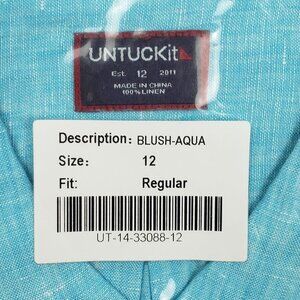 UNTUCKit
Est. 12 2011
MADE IN CHINA
100% LINEN
Description: BLUSH-AQUA
Size: 12
Fit: Regular
UT-14-33088-12